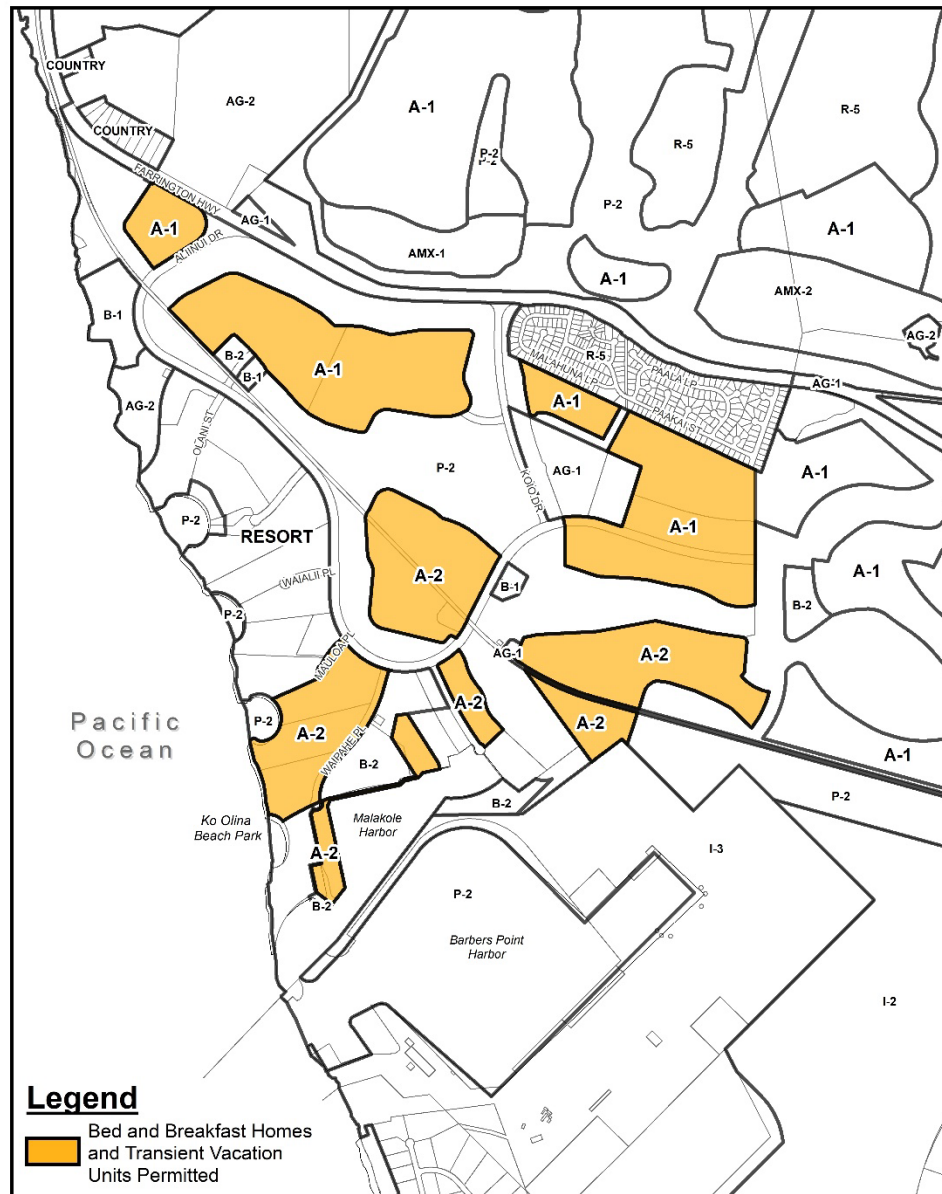 COUNTRY
AG-2
A-1
R-5
R-5
COUNTRY
P-2
P-2
R-5
FARRINGTON HWY
P-2
AG-1
A-1
A-1
ALIINUI DR
AMX-1
A-1
AMX-2
B-1
AG-2
B-2
R-5
PAALA LP
MALAHUNA LP
A-1
B-1
AG-1
AG-2
A-1
PAAKAI ST
OLANI ST
P-2
AG-1
KOIO DR
A-1
P-2
RESORT
A-1
A-2
A-1
WAIALII PL
B-1
B-2
P-2
MAULOA PL
AG-1
A-2
P-2
A-2
A-2
A-2
Pacific
Ocean
WAIPAHE PL
B-2
A-1
P-2
B-2
Ko Olina
Beach Park
Malakole
Harbor
A-2
I-3
B-2
P-2
Barbers Point
Harbor
I-2
Legend
Bed and Breakfast Homes
and Transient Vacation
Units Permitted